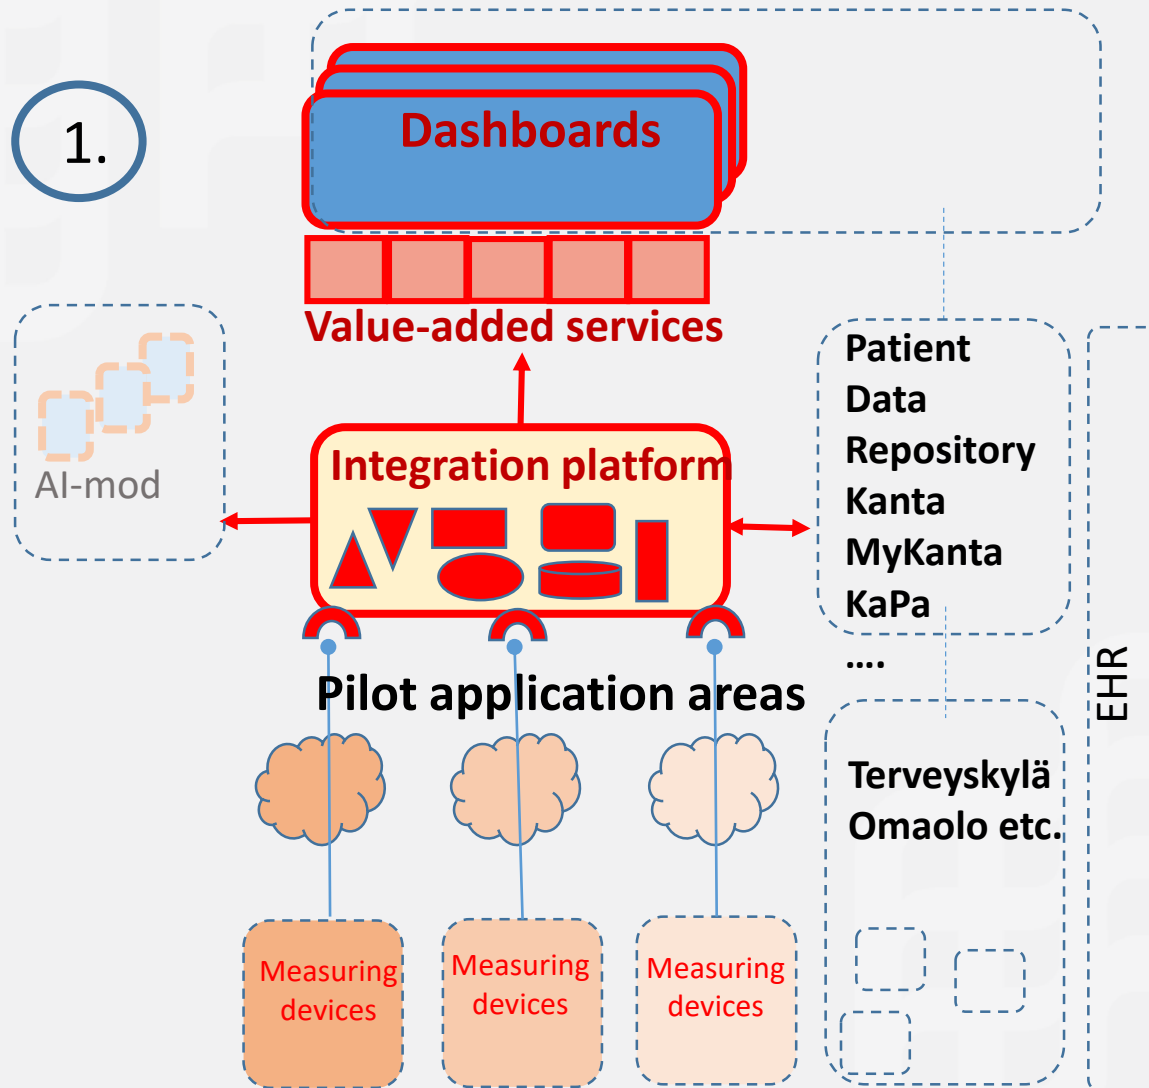 1.
Dashboards
Value-added services
AI-mod
Integration platform
Patient
Data
Repository
Kanta
MyKanta
KaPa
....
EHR
Pilot application areas
Terveyskylä
Omaolo etc.
Measuring
devices
Measuring
devices
Measuring
devices